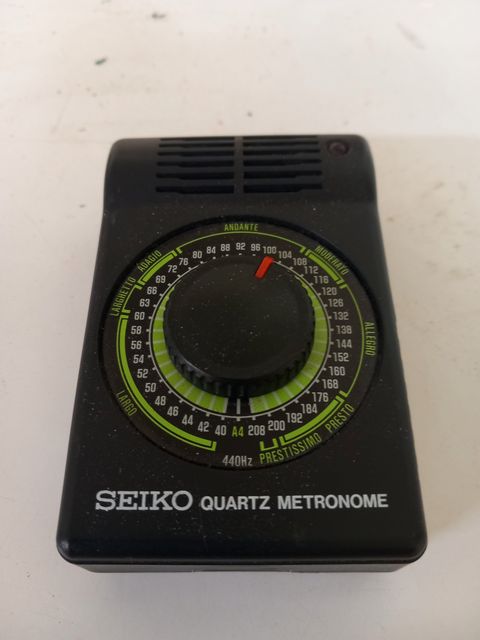 ANDANTE
MODERATO
ALLEGRO
PRESTO
PRESTISSIMO
LARGO
LARGHETTO
ADAGIO
40 42 44 46 48 50 52 54 56 58 60 63 66 69 72 76 80 84 88 92 96 100 104 108 112 116 120 126 132 138 144 152 160 168 176 184 192 200 208 A4
440Hz
SEIKO QUARTZ METRONOME